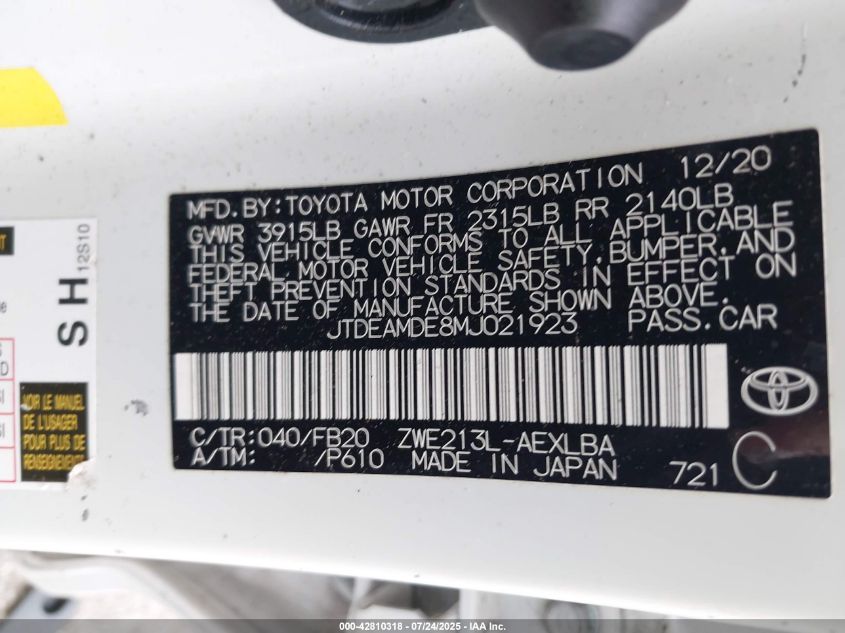 MFD. BY: TOYOTA MOTOR CORPORATION 12/20
GVWR 3915LB GAWR FR 2315LB RR 2140LB
THIS VEHICLE CONFORMS TO ALL APPLICABLE
FEDERAL MOTOR VEHICLE SAFETY, BUMPER, AND
THEFT PREVENTION STANDARDS IN EFFECT ON
THE DATE OF MANUFACTURE SHOWN ABOVE.
JTDEAMDE8MJ021923 PASS.CAR
C/TR: 040/FB20 ZWE213L-AEXLBA
A/TM: /P610 MADE IN JAPAN 721 C
SH
12S10
VOIR LE MANUEL
DE L'USAGER
POUR PLUS DE
RENSEIGNEMENTS
000-42810318 - 07/24/2025 - IAA, Inc.